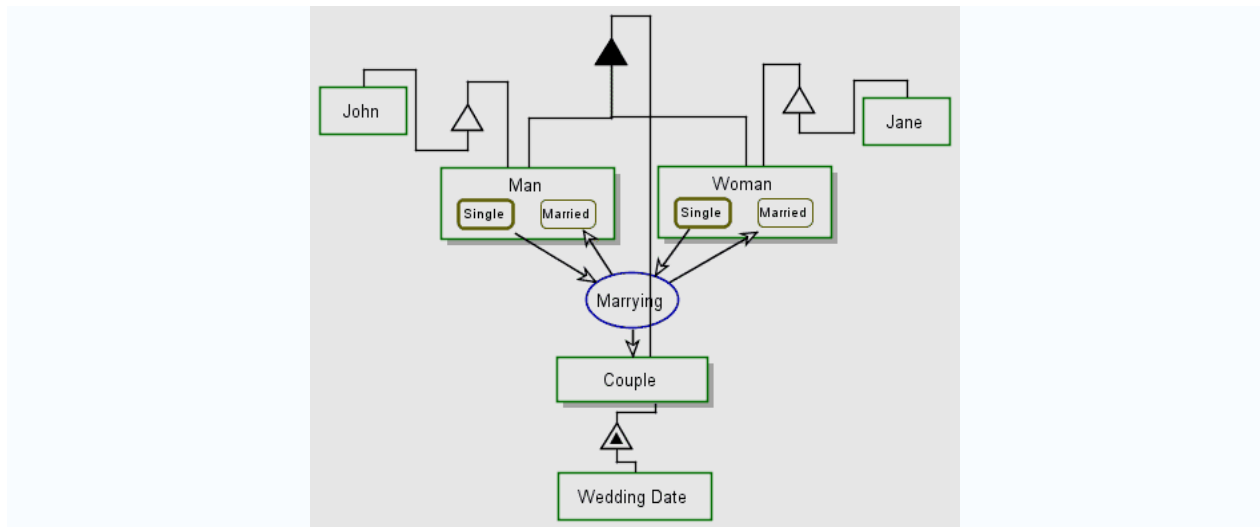 John
Jane
Man
Woman
Single
Married
Single
Married
Marrying
Couple
Wedding Date